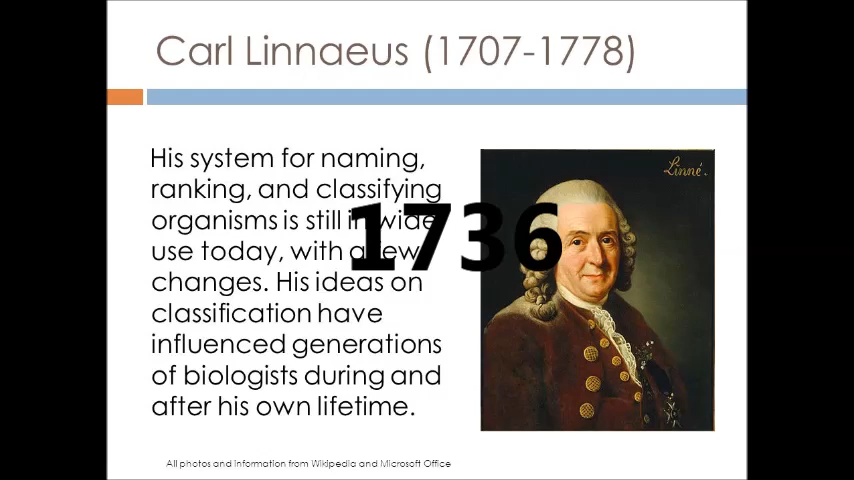 Carl Linnaeus (1707-1778)
His system for naming,
ranking, and classifying
organisms is still in wide
use today, with a few
changes. His ideas on
classification have
influenced generations
of biologists during and
after his own lifetime.
1736
Linné.
All photos and information from Wikipedia and Microsoft Office